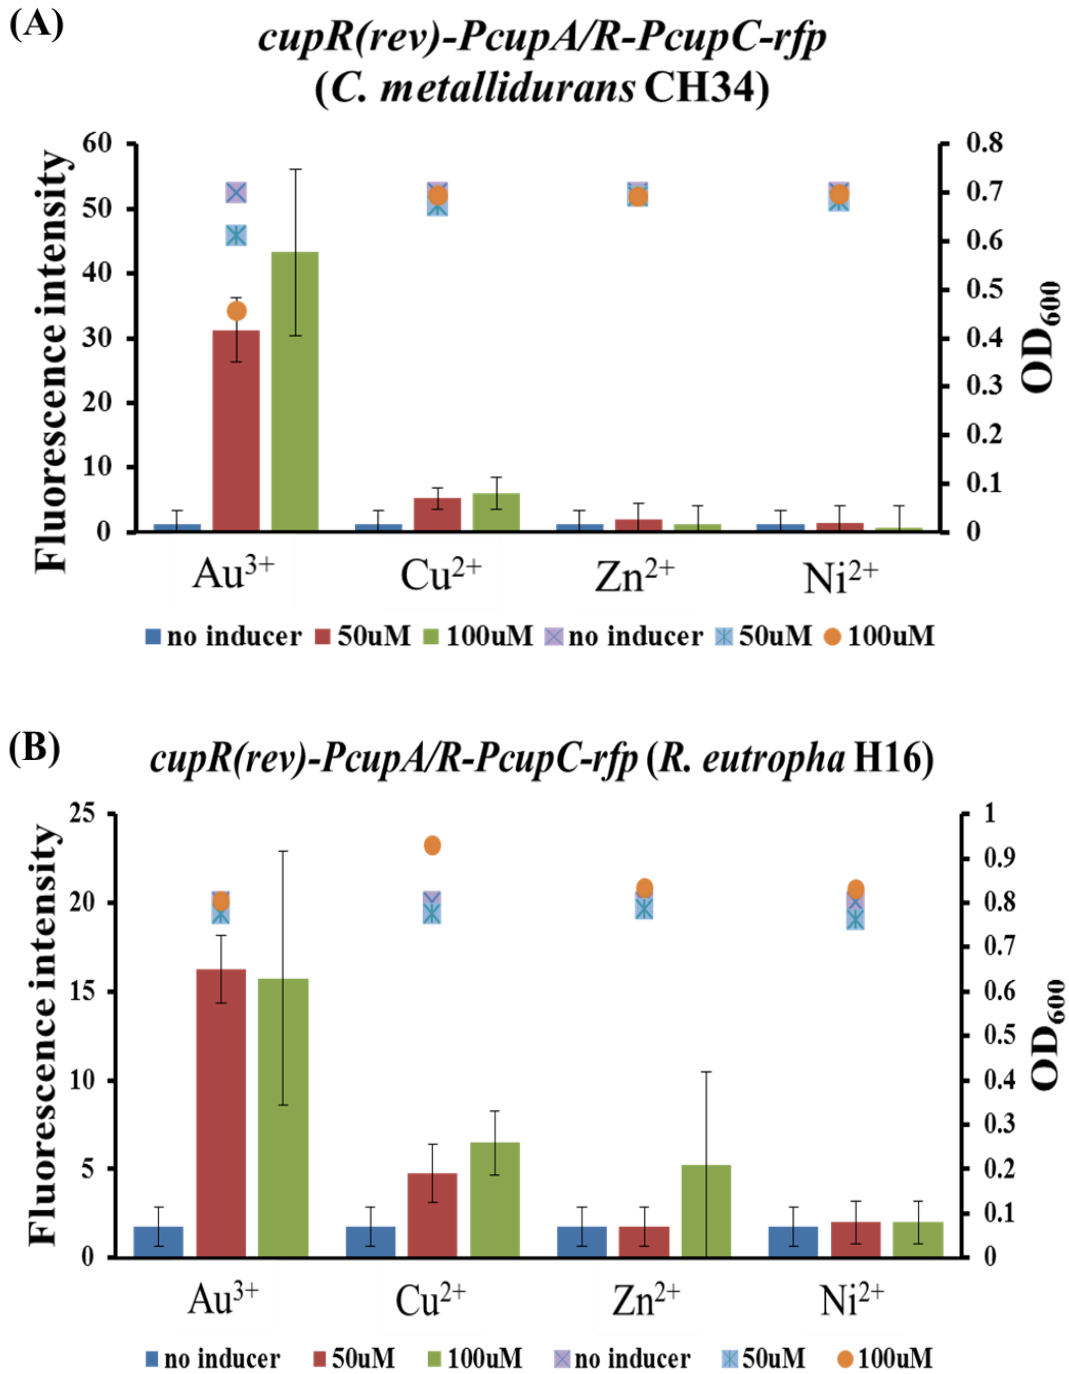 (A)
cupR(rev)-PcupA/R-PcupC-rfp
(C. metallidurans CH34)
Fluorescence intensity
60
50
40
30
20
10
0
0.8
0.7
0.6
0.5
0.4
0.3
0.2
0.1
0
OD600
Au3+ Cu2+ Zn2+ Ni2+
no inducer 50uM 100uM no inducer 50uM 100uM
(B)
cupR(rev)-PcupA/R-PcupC-rfp (R. eutropha H16)
Fluorescence intensity
25
20
15
10
5
0
1
0.9
0.8
0.7
0.6
0.5
0.4
0.3
0.2
0.1
0
OD600
Au3+ Cu2+ Zn2+ Ni2+
no inducer 50uM 100uM no inducer 50uM 100uM